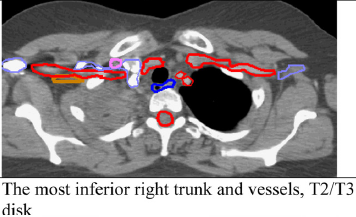 The most inferior right trunk and vessels, T2/T3
disk